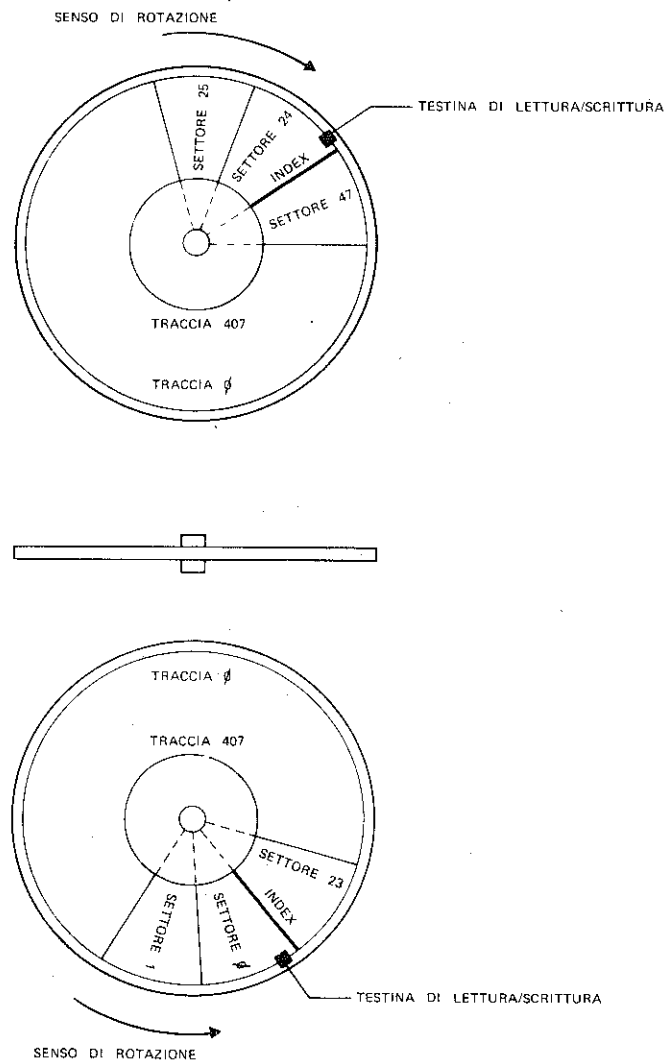 SENSO DI ROTAZIONE
TESTINA DI LETTURA/SCRITTURA
SETTORE 25
SETTORE 24
INDEX
SETTORE 47
TRACCIA 407
TRACCIA Ø
TRACCIA Ø
TRACCIA 407
SETTORE 23
INDEX
SETTORE Ø
SETTORE 1
TESTINA DI LETTURA/SCRITTURA
SENSO DI ROTAZIONE